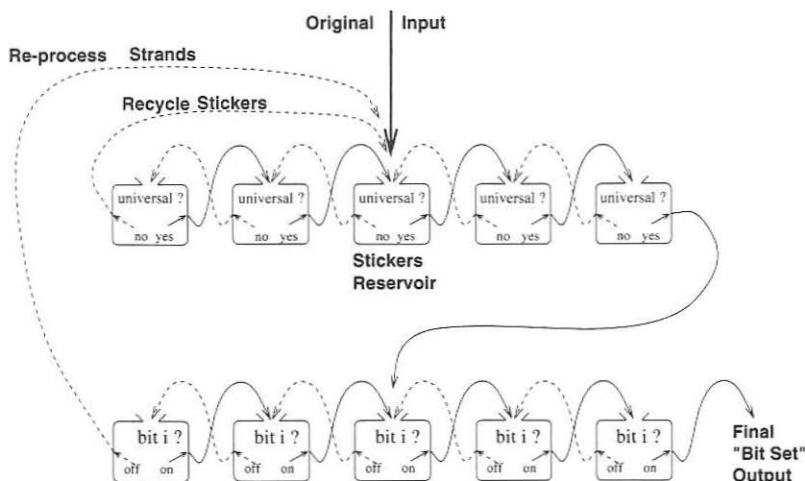 Original Input
Re-process Strands
Recycle Stickers
universal ? universal ? universal ? universal ? universal ?
no yes no yes no yes no yes no yes
Stickers
Reservoir
bit i ? bit i ? bit i ? bit i ? bit i ?
off on off on off on off on off on
Final
"Bit Set"
Output